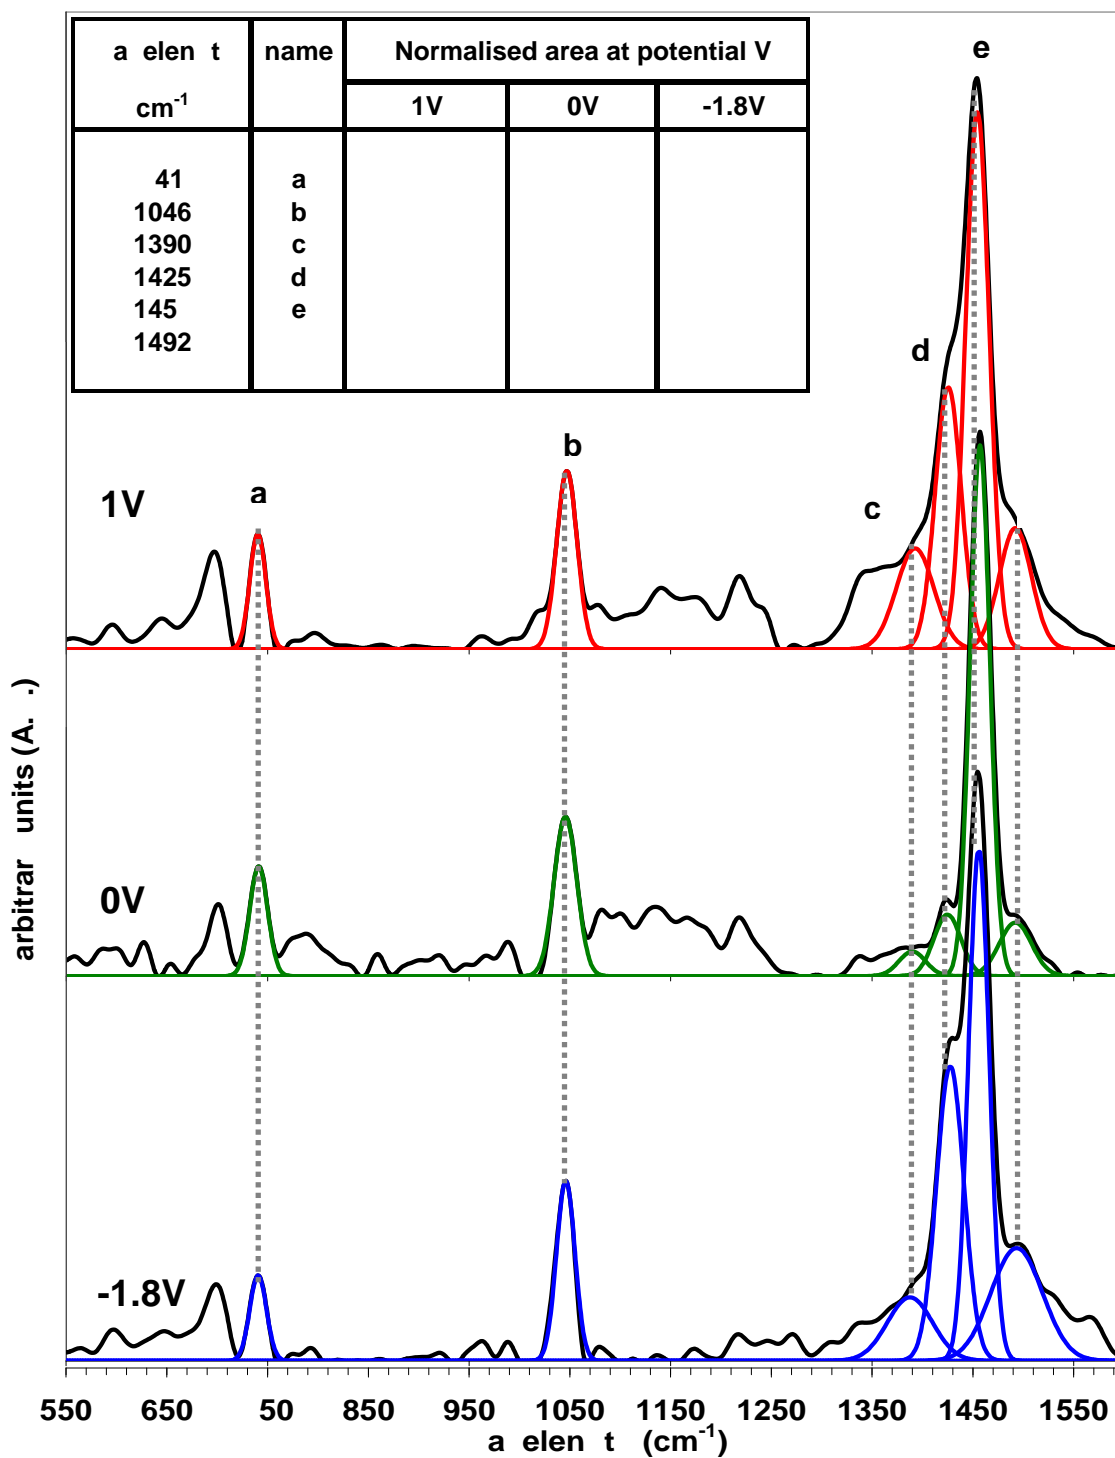 a elen t name Normalised area at potential V
cm-1 1V 0V -1.8V
41 a
1046 b
1390 c
1425 d
145 e
1492
e
d
b
a
c
1V
0V
-1.8V
arbitrar units (A. .)
550 650 50 850 950 1050 1150 1250 1350 1450 1550
a elen t (cm-1)